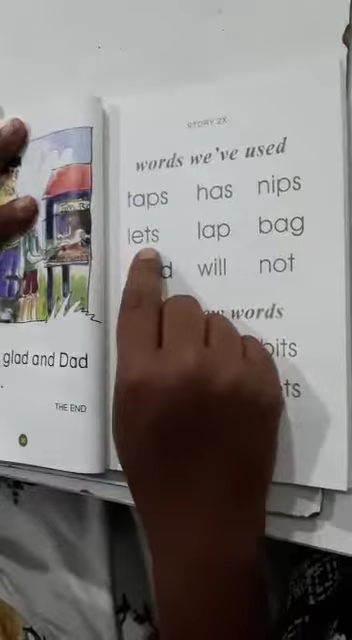 glad and Dad
THE END
STORY 2X
words we've used
taps has nips
lets lap bag
will not
words
bits